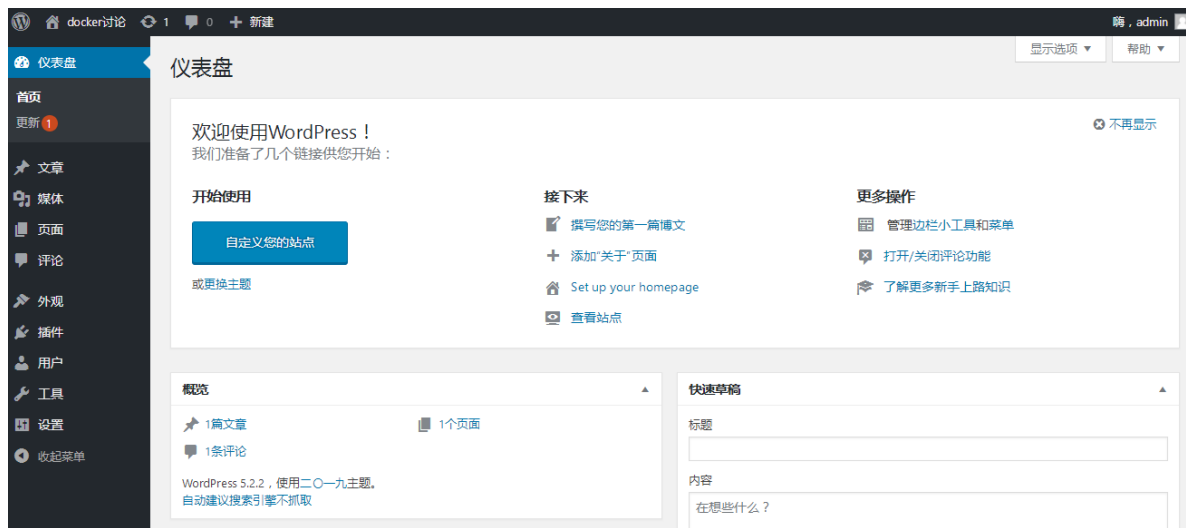 docker讨论 1 0 新建 嗨，admin
仪表盘
首页
更新 1
文章
媒体
页面
评论
外观
插件
用户
工具
设置
收起菜单
显示选项 帮助
仪表盘
欢迎使用WordPress！
不再显示
我们准备了几个链接供您开始：
开始使用
自定义您的站点
或更换主题
接下来
撰写您的第一篇博文
添加“关于”页面
Set up your homepage
查看站点
更多操作
管理边栏小工具和菜单
打开/关闭评论功能
了解更多新手上路知识
概览
1篇文章 1个页面
1条评论
WordPress 5.2.2，使用二〇一九主题。
自动建议搜索引擎不抓取
快速草稿
标题
内容
在想些什么？